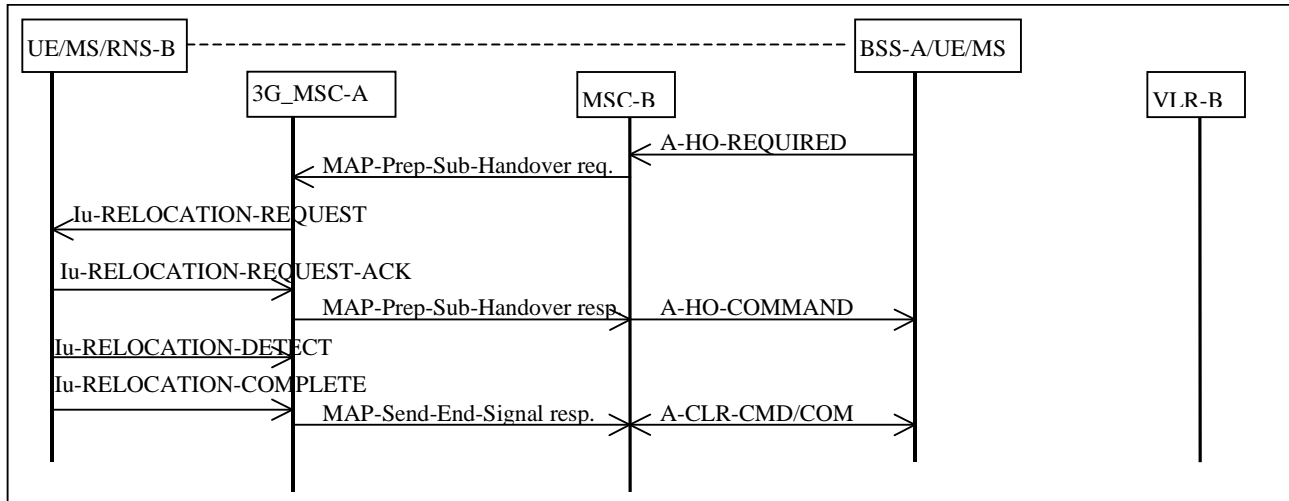 UE/MS/RNS-B
BSS-A/UE/MS
3G_MSC-A
MSC-B
VLR-B
A-HO-REQUIRED
MAP-Prep-Sub-Handover req.
Iu-RELOCATION-REQUEST
Iu-RELOCATION-REQUEST-ACK
MAP-Prep-Sub-Handover resp.
A-HO-COMMAND
Iu-RELOCATION-DETECT
Iu-RELOCATION-COMPLETE
MAP-Send-End-Signal resp.
A-CLR-CMD/COM